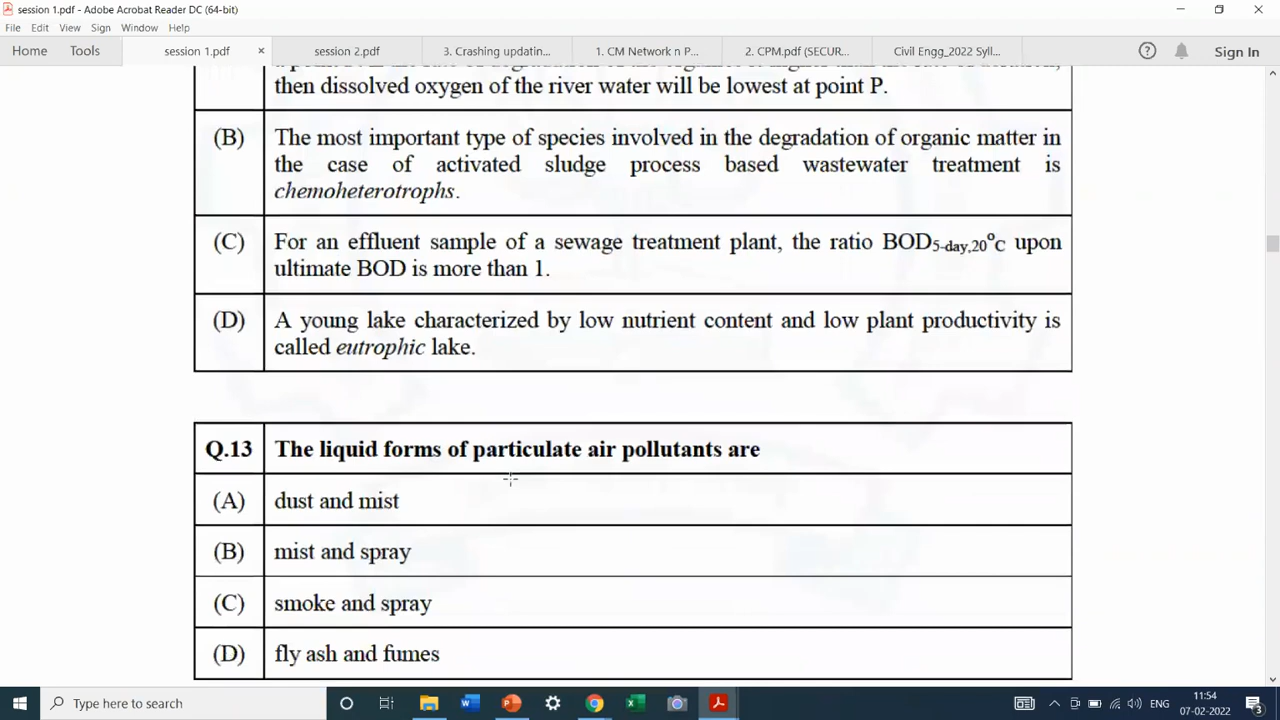 session 1.pdf - Adobe Acrobat Reader DC (64-bit)
File Edit View Sign Window Help
Home Tools session 1.pdf × session 2.pdf 3. Crashing updatin... 1. CM Network n P... 2. CPM.pdf (SECUR... Civil Engg_2022 Syll... Sign In
then dissolved oxygen of the river water will be lowest at point P.
(B) The most important type of species involved in the degradation of organic matter in
the case of activated sludge process based wastewater treatment is
chemoheterotrophs.
(C) For an effluent sample of a sewage treatment plant, the ratio BOD5-day,20°C upon
ultimate BOD is more than 1.
(D) A young lake characterized by low nutrient content and low plant productivity is
called eutrophic lake.
Q.13 The liquid forms of particulate air pollutants are
(A) dust and mist
(B) mist and spray
(C) smoke and spray
(D) fly ash and fumes
Type here to search
ENG
11:54
07-02-2022
3